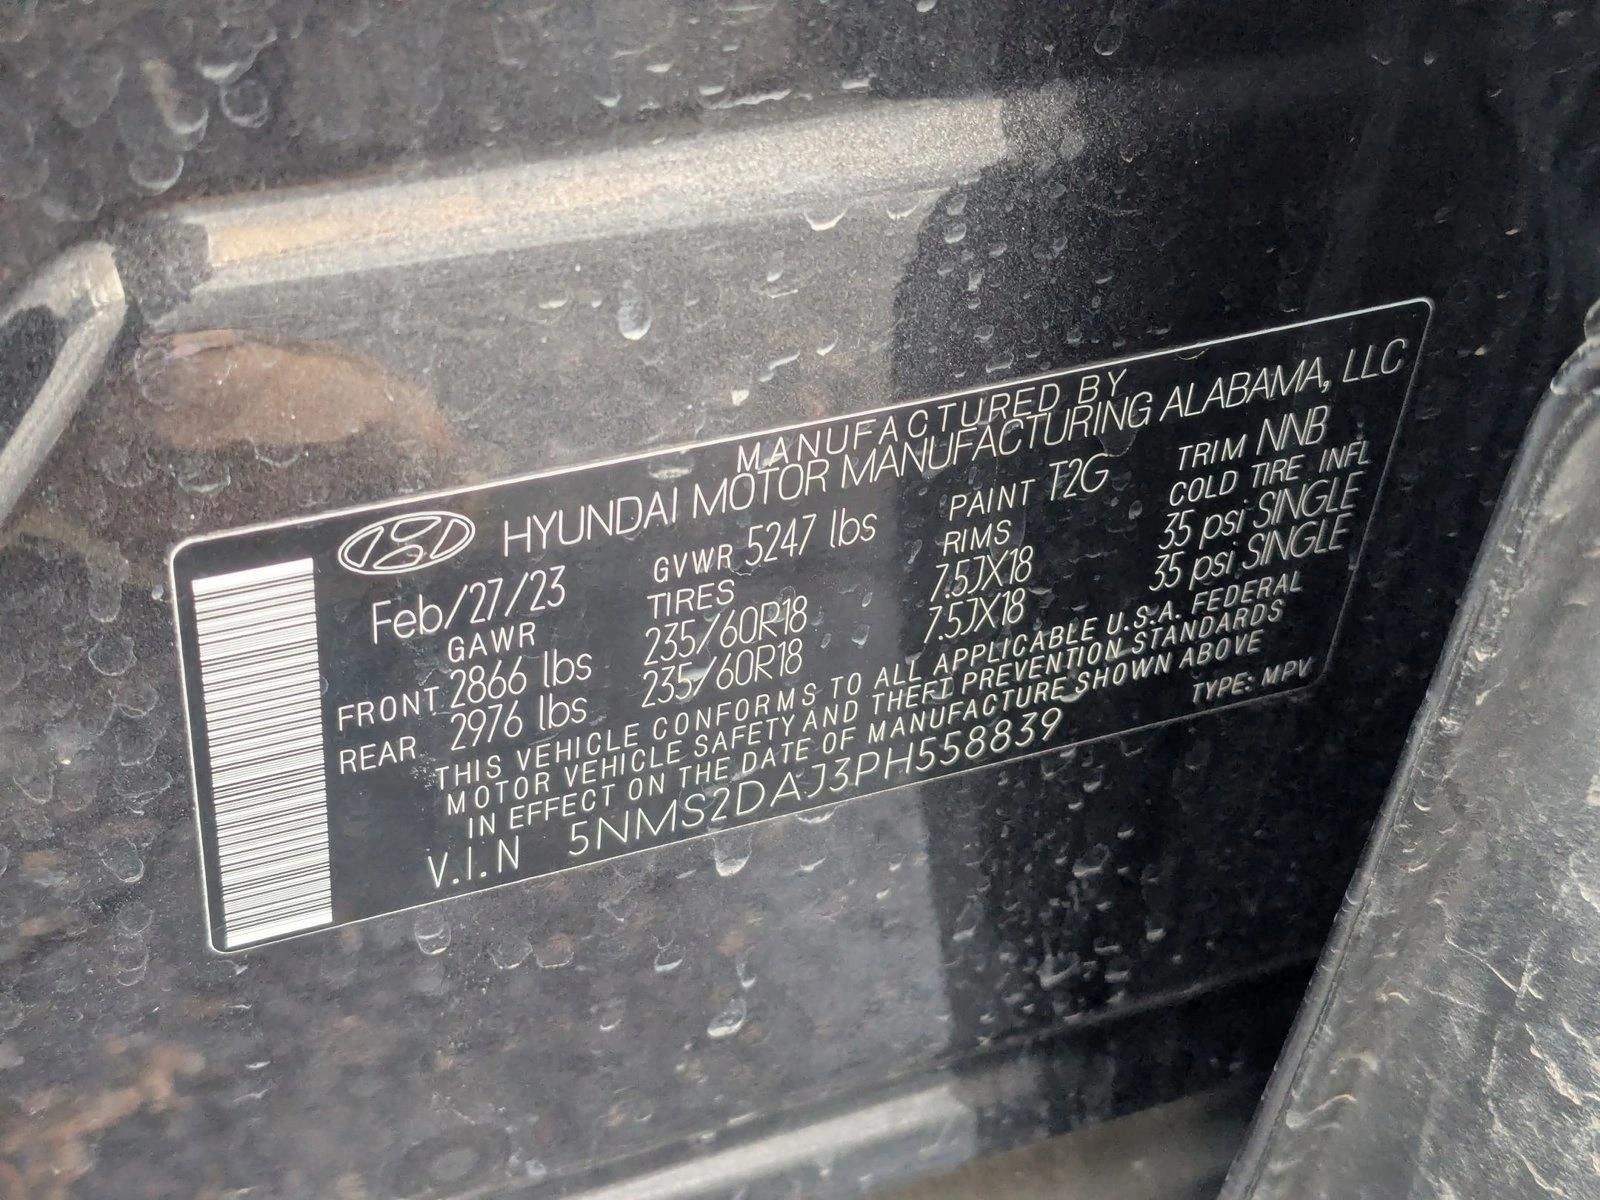 MANUFACTURED BY
HYUNDAI MOTOR MANUFACTURING ALABAMA, LLC
Feb/27/23 GVWR 5247 lbs PAINT T2G TRIM NNB
GAWR TIRES RIMS COLD TIRE INFL
FRONT 2866 lbs 235/60R18 7.5JX18 35 psi SINGLE
REAR 2976 lbs 235/60R18 7.5JX18 35 psi SINGLE
THIS VEHICLE CONFORMS TO ALL APPLICABLE U.S.A. FEDERAL
MOTOR VEHICLE SAFETY AND THEFT PREVENTION STANDARDS
IN EFFECT ON THE DATE OF MANUFACTURE SHOWN ABOVE
V.I.N 5NMS2DAJ3PH558839 TYPE: MPV